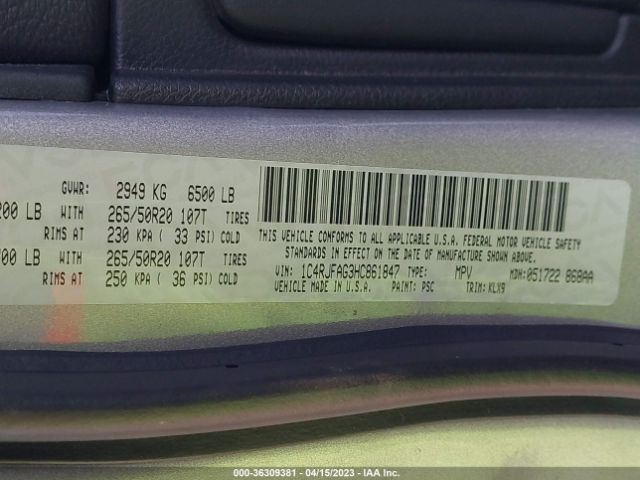 GVWR: 2949 KG 6500 LB
200 LB WITH 265/50R20 107T TIRES
RIMS AT 230 KPA ( 33 PSI) COLD
WITH 265/50R20 107T TIRES
RIMS AT 250 KPA ( 36 PSI) COLD
THIS VEHICLE CONFORMS TO ALL APPLICABLE U.S.A. FEDERAL MOTOR VEHICLE SAFETY
STANDARDS IN EFFECT ON THE DATE OF MANUFACTURE SHOWN ABOVE.
VIN: 1C4RJFAG3HC861847 TYPE: MPV MDH: 051722 868AA
VEHICLE MADE IN U.S.A. PAINT: PSC TRIM: KLX9
000-36309381 - 04/15/2023 - IAA Inc.